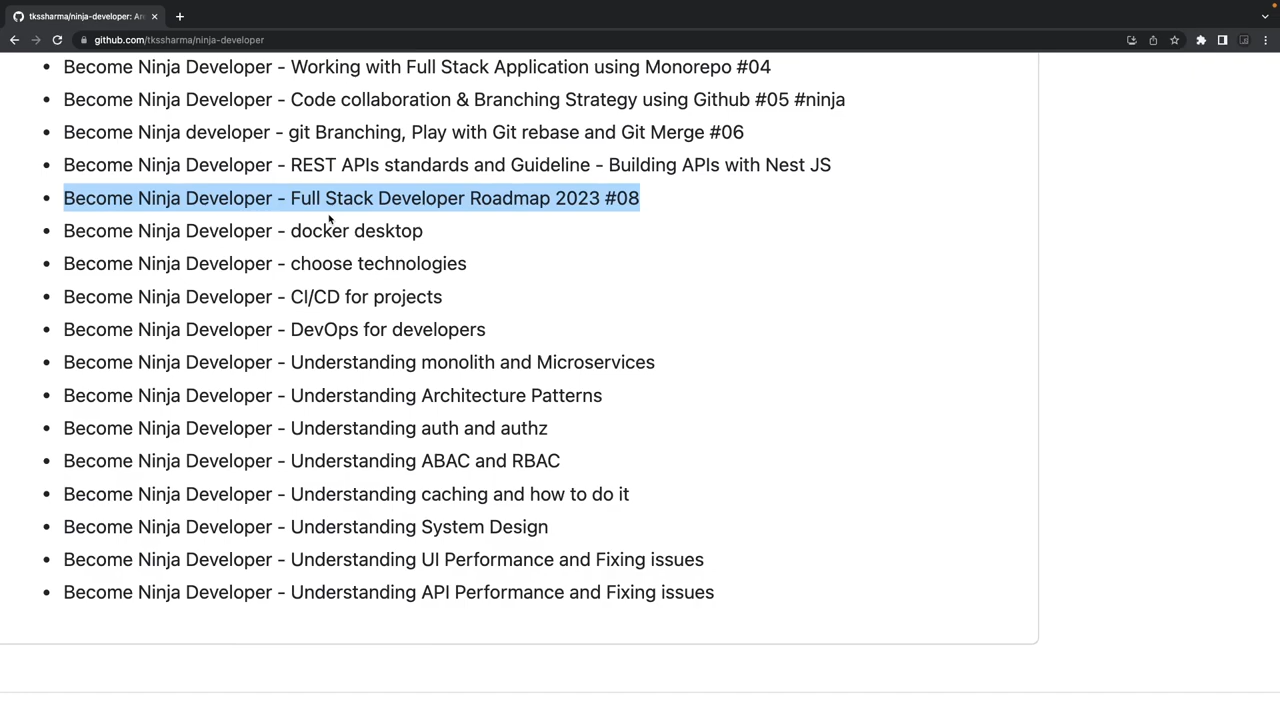 tkssharma/ninja-developer: Are
github.com/tkssharma/ninja-developer
Become Ninja Developer - Working with Full Stack Application using Monorepo #04
Become Ninja Developer - Code collaboration & Branching Strategy using Github #05 #ninja
Become Ninja developer - git Branching, Play with Git rebase and Git Merge #06
Become Ninja Developer - REST APIs standards and Guideline - Building APIs with Nest JS
Become Ninja Developer - Full Stack Developer Roadmap 2023 #08
Become Ninja Developer - docker desktop
Become Ninja Developer - choose technologies
Become Ninja Developer - CI/CD for projects
Become Ninja Developer - DevOps for developers
Become Ninja Developer - Understanding monolith and Microservices
Become Ninja Developer - Understanding Architecture Patterns
Become Ninja Developer - Understanding auth and authz
Become Ninja Developer - Understanding ABAC and RBAC
Become Ninja Developer - Understanding caching and how to do it
Become Ninja Developer - Understanding System Design
Become Ninja Developer - Understanding UI Performance and Fixing issues
Become Ninja Developer - Understanding API Performance and Fixing issues